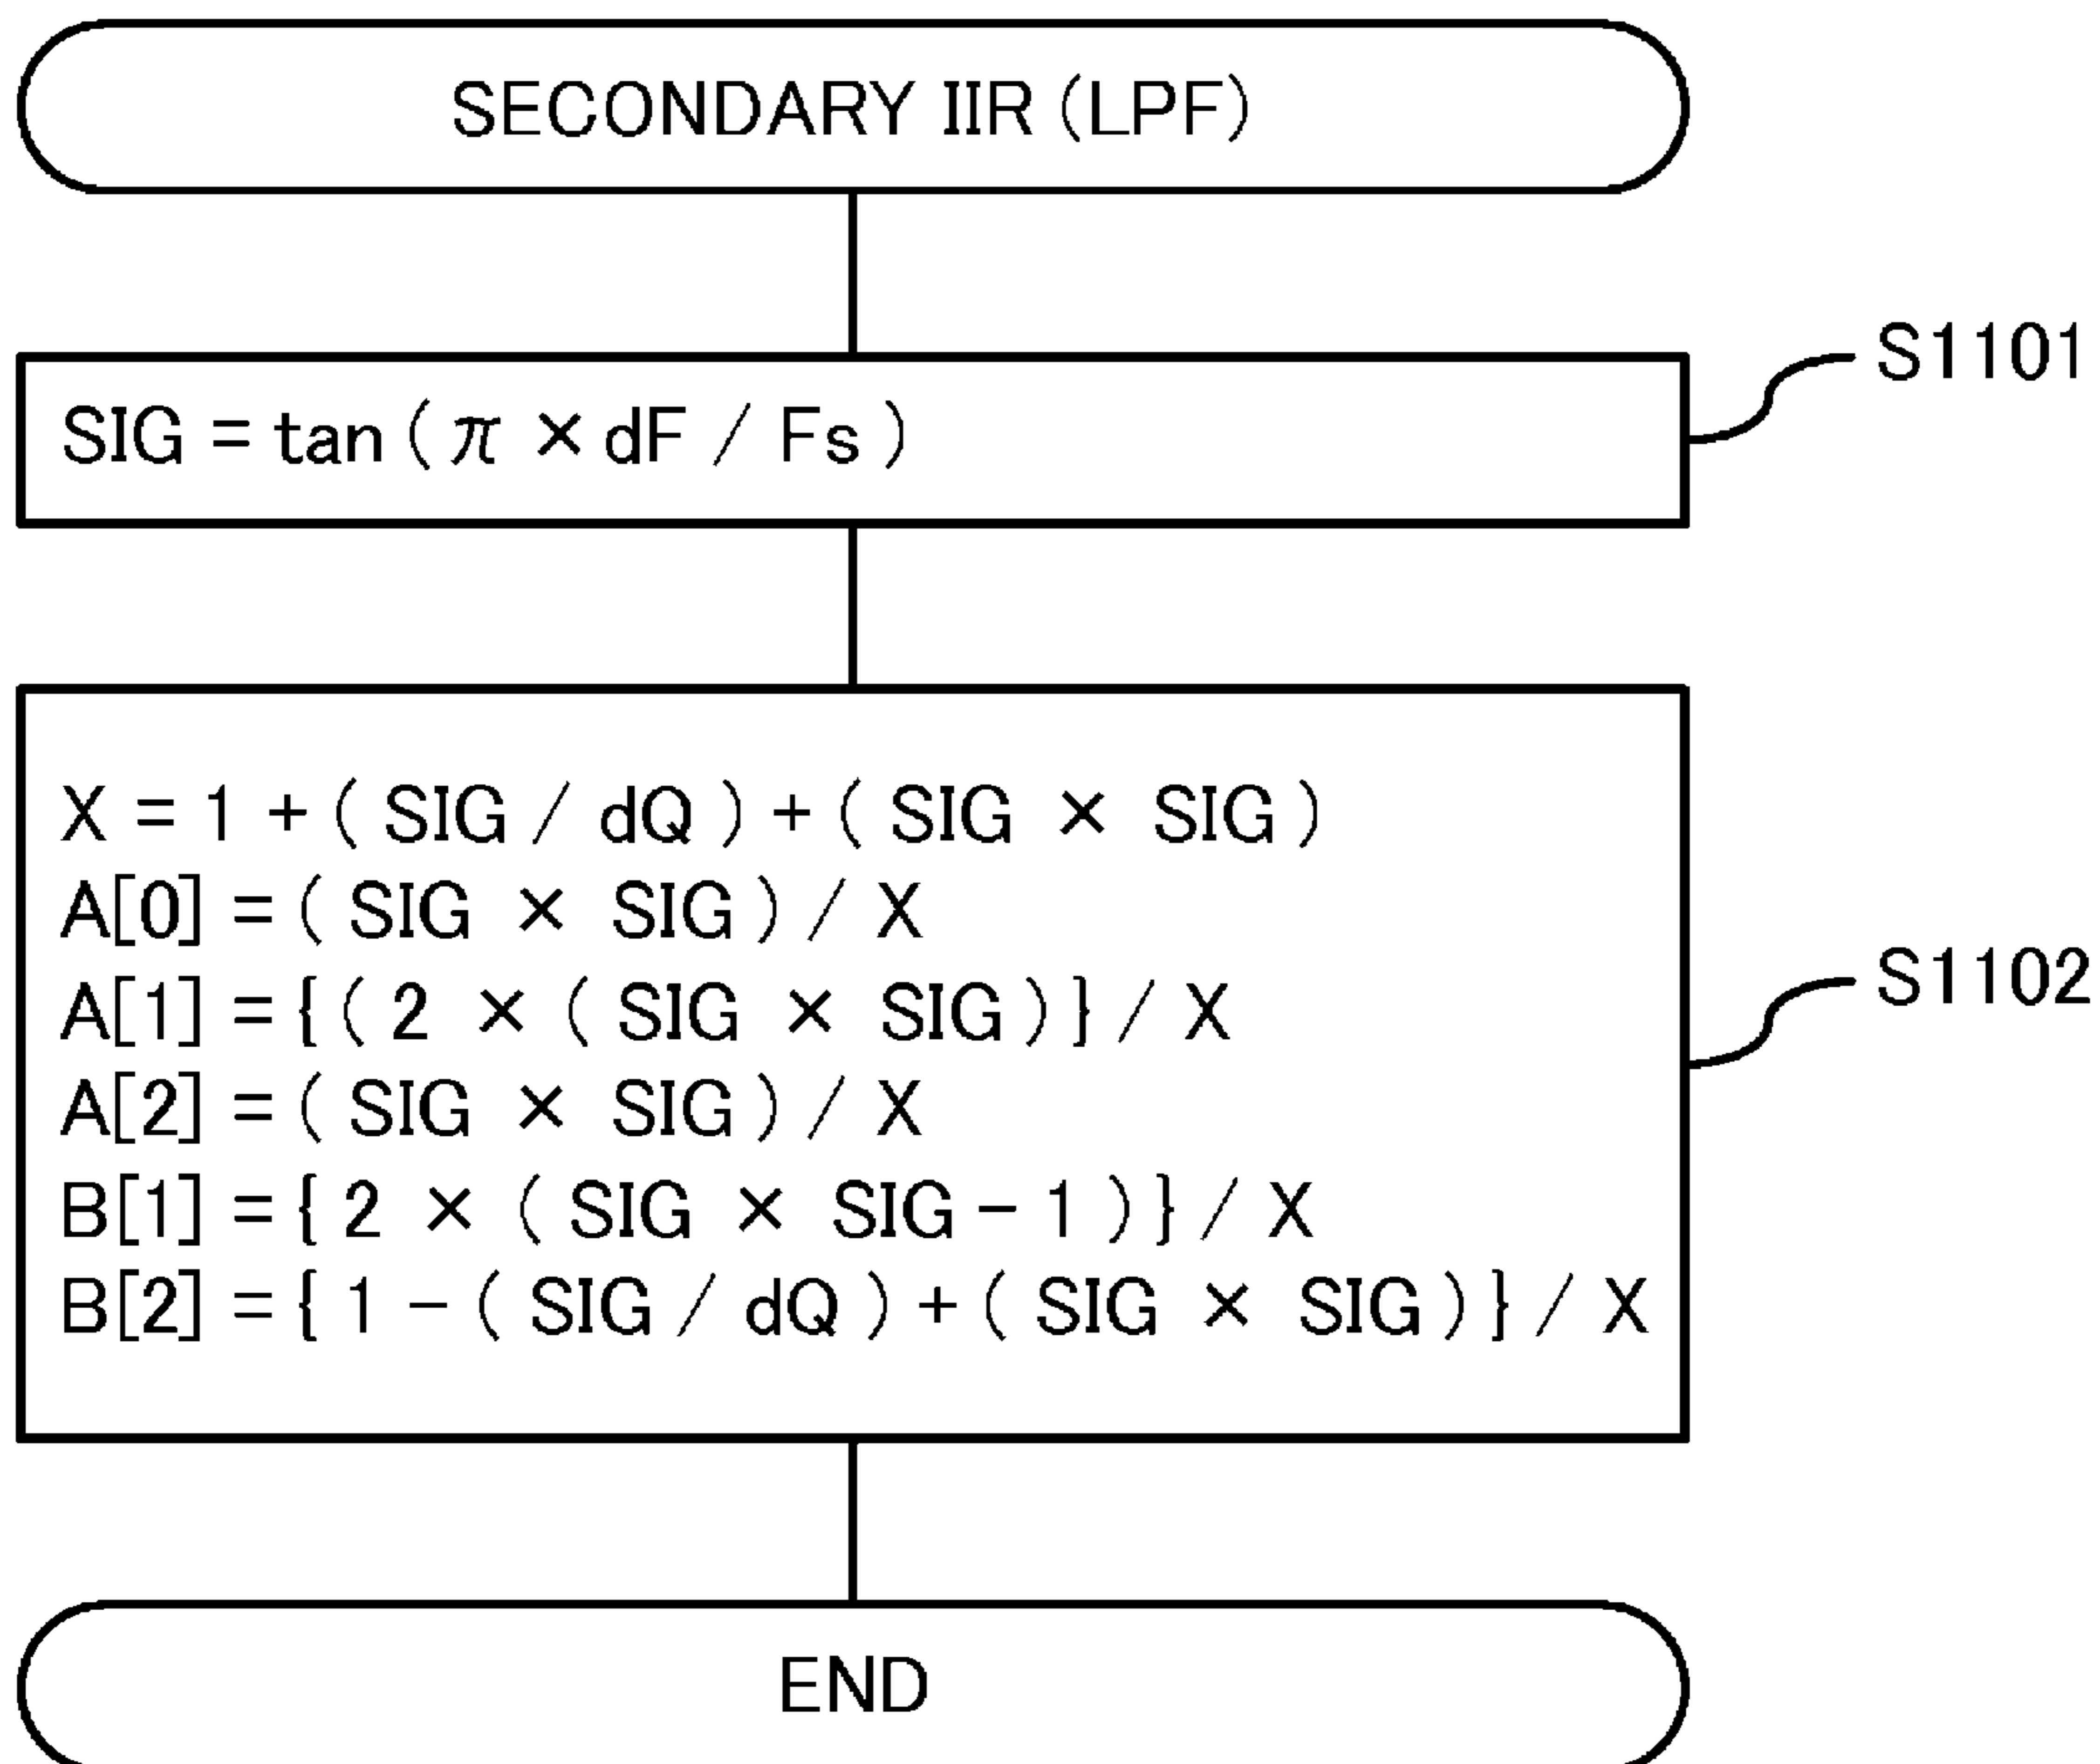 SECONDARY IIR (LPF)
S1101
SIG = tan ( π × dF / Fs )
X = 1 + ( SIG / dQ ) + ( SIG × SIG )
A[0] = ( SIG × SIG ) / X
A[1] = { ( 2 × ( SIG × SIG ) } / X
S1102
A[2] = ( SIG × SIG ) / X
B[1] = { 2 × ( SIG × SIG - 1 ) } / X
B[2] = { 1 - ( SIG / dQ ) + ( SIG × SIG ) } / X
END